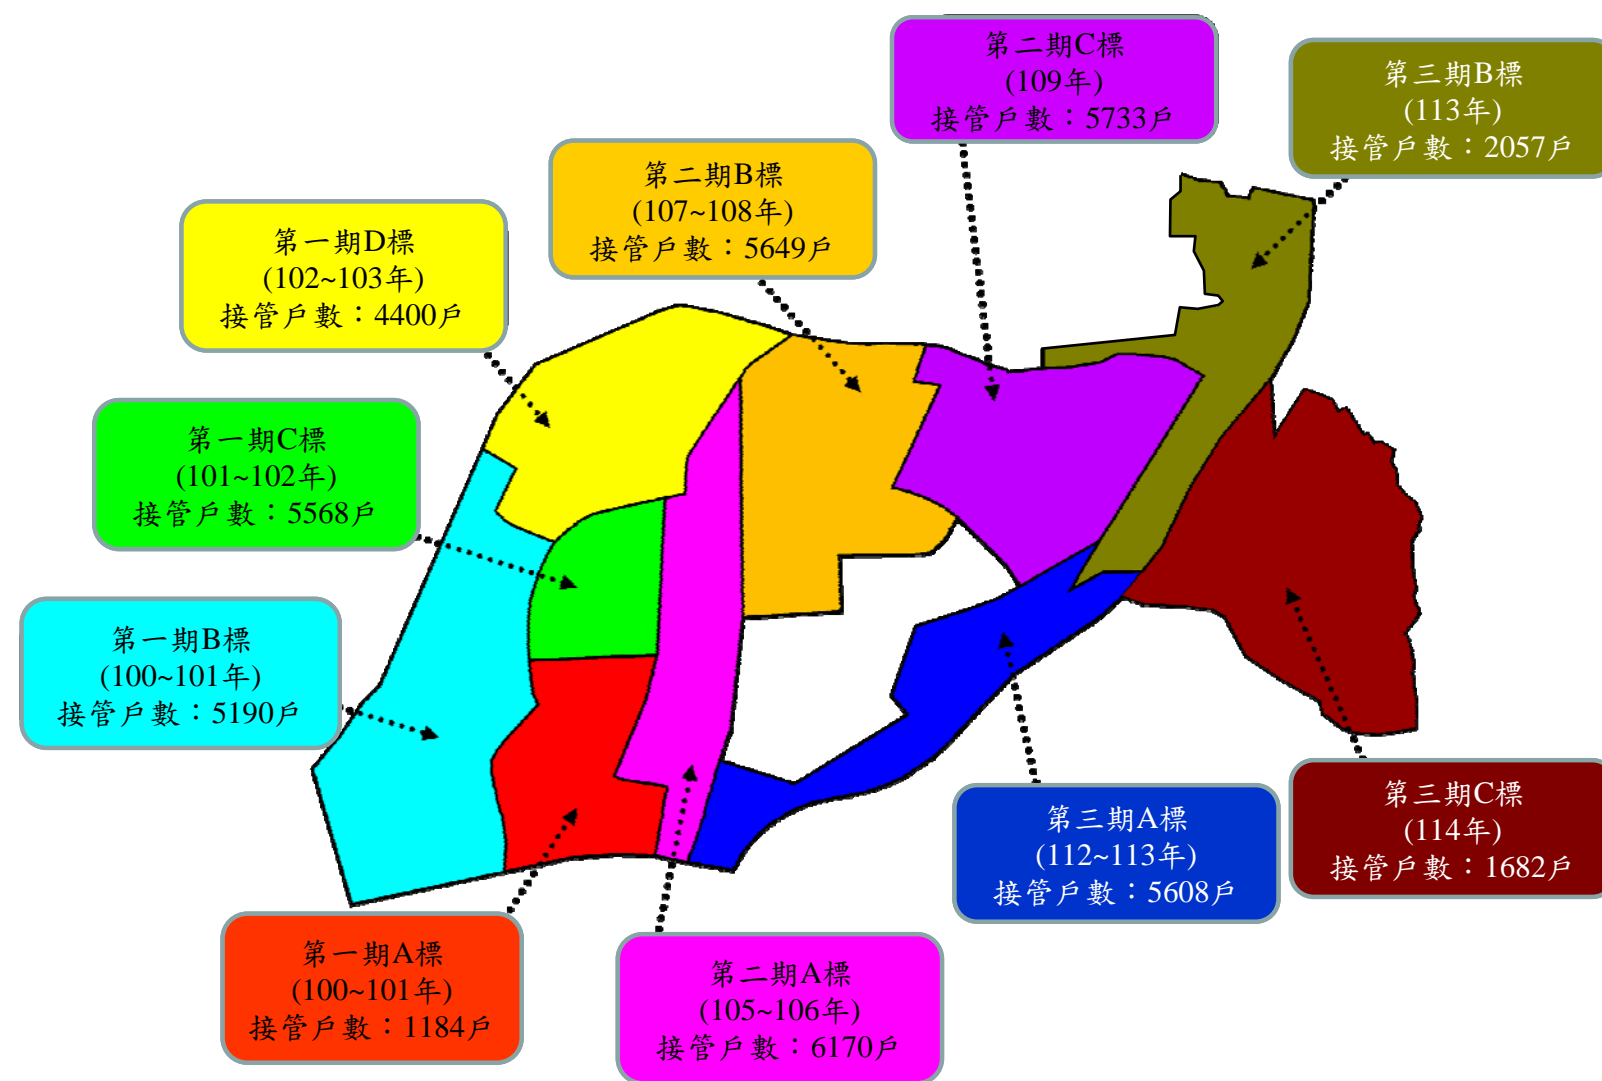 第二期C標
(109年)
接管戶數：5733戶
第三期B標
(113年)
接管戶數：2057戶
第二期B標
(107~108年)
接管戶數：5649戶
第一期D標
(102~103年)
接管戶數：4400戶
第一期C標
(101~102年)
接管戶數：5568戶
第一期B標
(100~101年)
接管戶數：5190戶
第三期A標
(112~113年)
接管戶數：5608戶
第三期C標
(114年)
接管戶數：1682戶
第一期A標
(100~101年)
接管戶數：1184戶
第二期A標
(105~106年)
接管戶數：6170戶